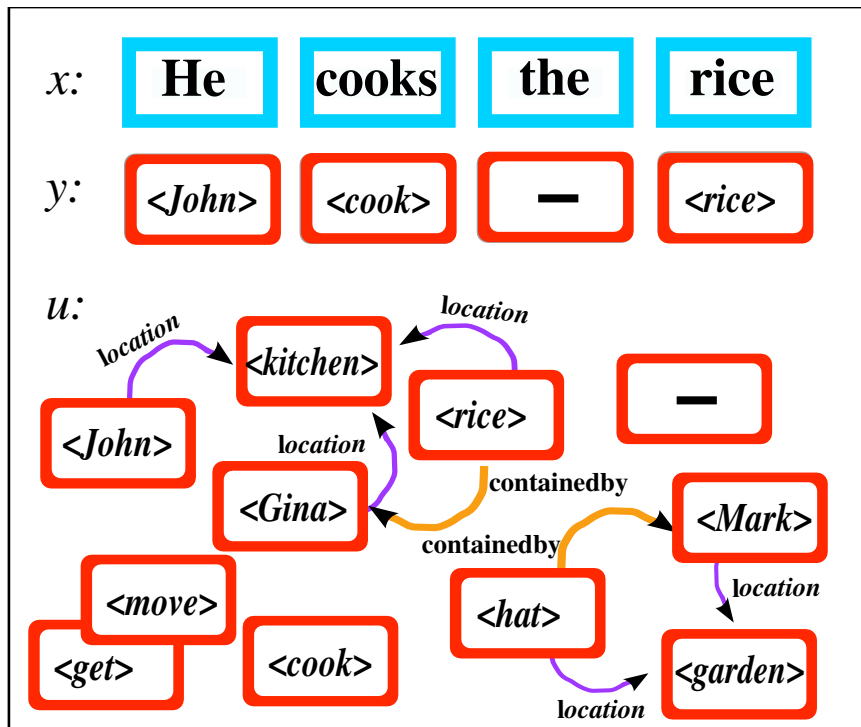 x: He cooks the rice
y: <John> <cook> – <rice>
u:
location
location
<kitchen>
<rice>
–
<John>
location
containedby
<Gina>
<Mark>
containedby
<move>
location
<hat>
<get>
<cook>
<garden>
location